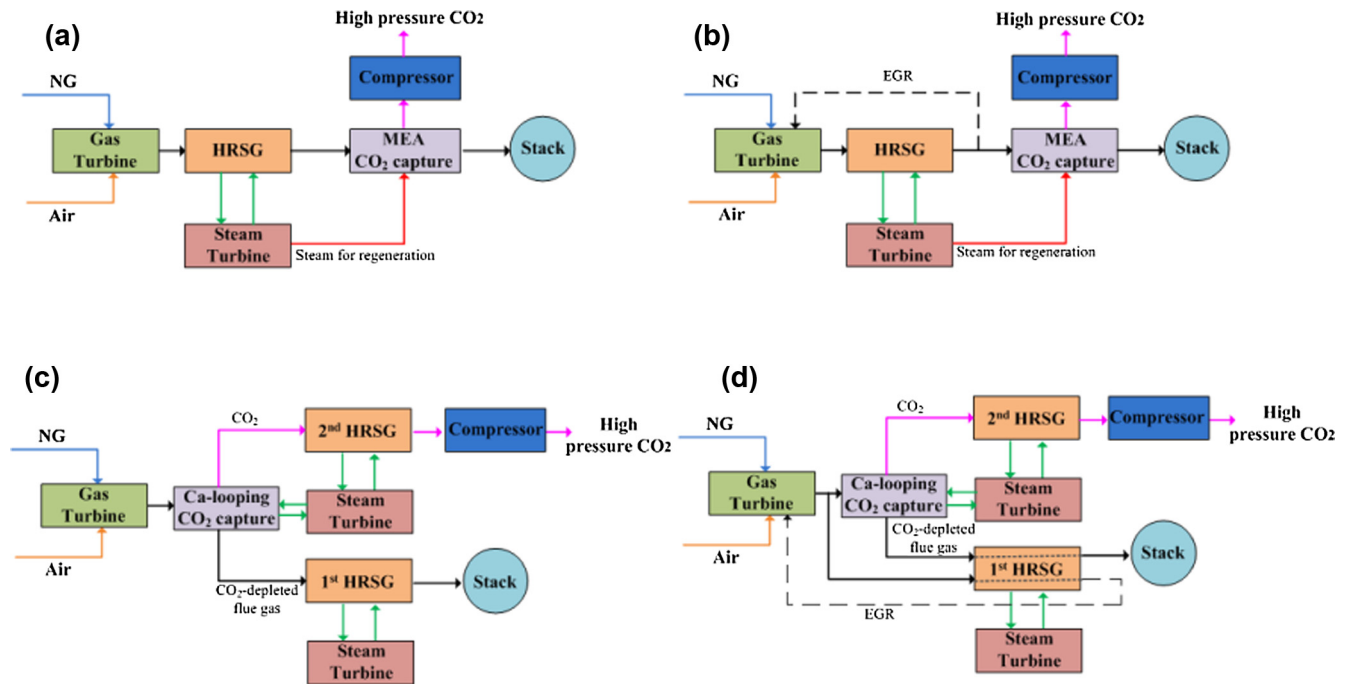 (a)
High pressure CO2
Compressor
NG
Gas
Turbine
HRSG
MEA
CO2 capture
Stack
Air
Steam
Turbine
Steam for regeneration
(b)
High pressure CO2
Compressor
EGR
NG
Gas
Turbine
HRSG
MEA
CO2 capture
Stack
Air
Steam
Turbine
Steam for regeneration
(c)
CO2
2nd HRSG
Compressor
High
pressure CO2
NG
Gas
Turbine
Ca-looping
CO2 capture
Steam
Turbine
Air
CO2-depleted
flue gas
1st HRSG
Stack
Steam
Turbine
(d)
CO2
2nd HRSG
Compressor
High
pressure CO2
NG
Gas
Turbine
Ca-looping
CO2 capture
Steam
Turbine
CO2-depleted
flue gas
Air
1st HRSG
Stack
EGR
Steam
Turbine